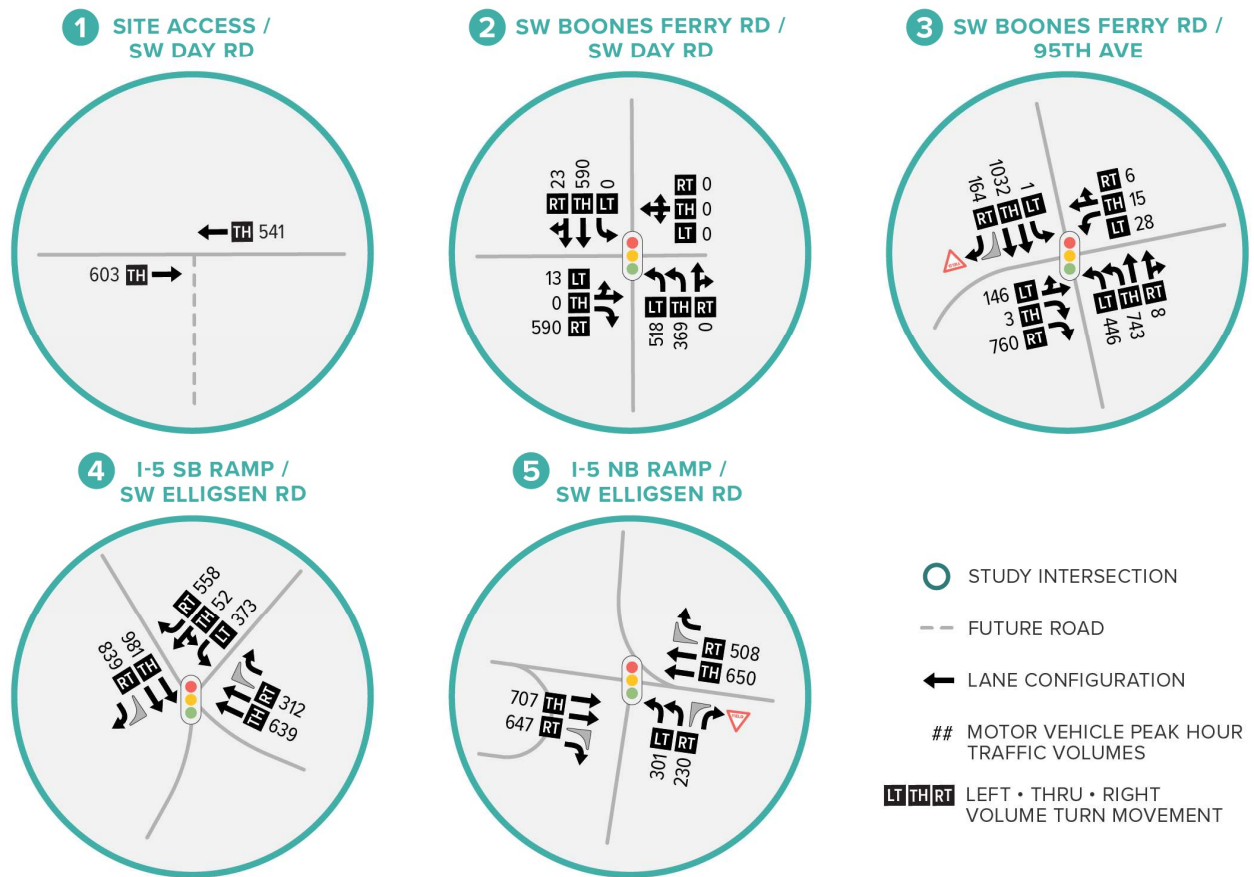 1 SITE ACCESS /
SW DAY RD
TH 541
603 TH
2 SW BOONES FERRY RD /
SW DAY RD
23 590 0
RT TH LT
RT 0
TH 0
LT 0
13 LT
0 TH
590 RT
LT TH RT
518 369 0
3 SW BOONES FERRY RD /
95TH AVE
164 1032 1
RT TH LT
RT 6
TH 15
LT 28
146 LT
3 TH
760 RT
LT TH RT
446 743 8
4 I-5 SB RAMP /
SW ELLIGSEN RD
RT 558
TH 52
LT 373
839 981
RT TH
RT 312
TH 639
5 I-5 NB RAMP /
SW ELLIGSEN RD
RT 508
TH 650
707 TH
647 RT
LT RT
301 230
STUDY INTERSECTION
FUTURE ROAD
LANE CONFIGURATION
## MOTOR VEHICLE PEAK HOUR
TRAFFIC VOLUMES
LT TH RT LEFT • THRU • RIGHT
VOLUME TURN MOVEMENT